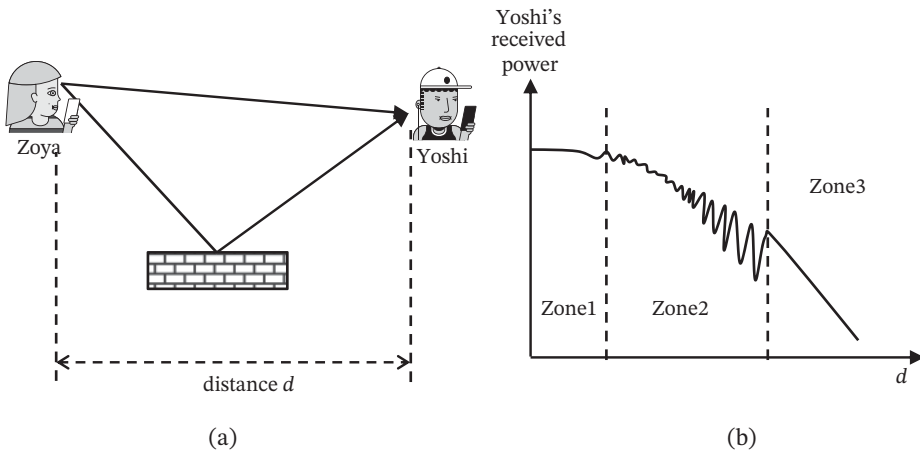 Zoya
Yoshi
distance d
(a)
Yoshi's
received
power
Zone1
Zone2
Zone3
d
(b)